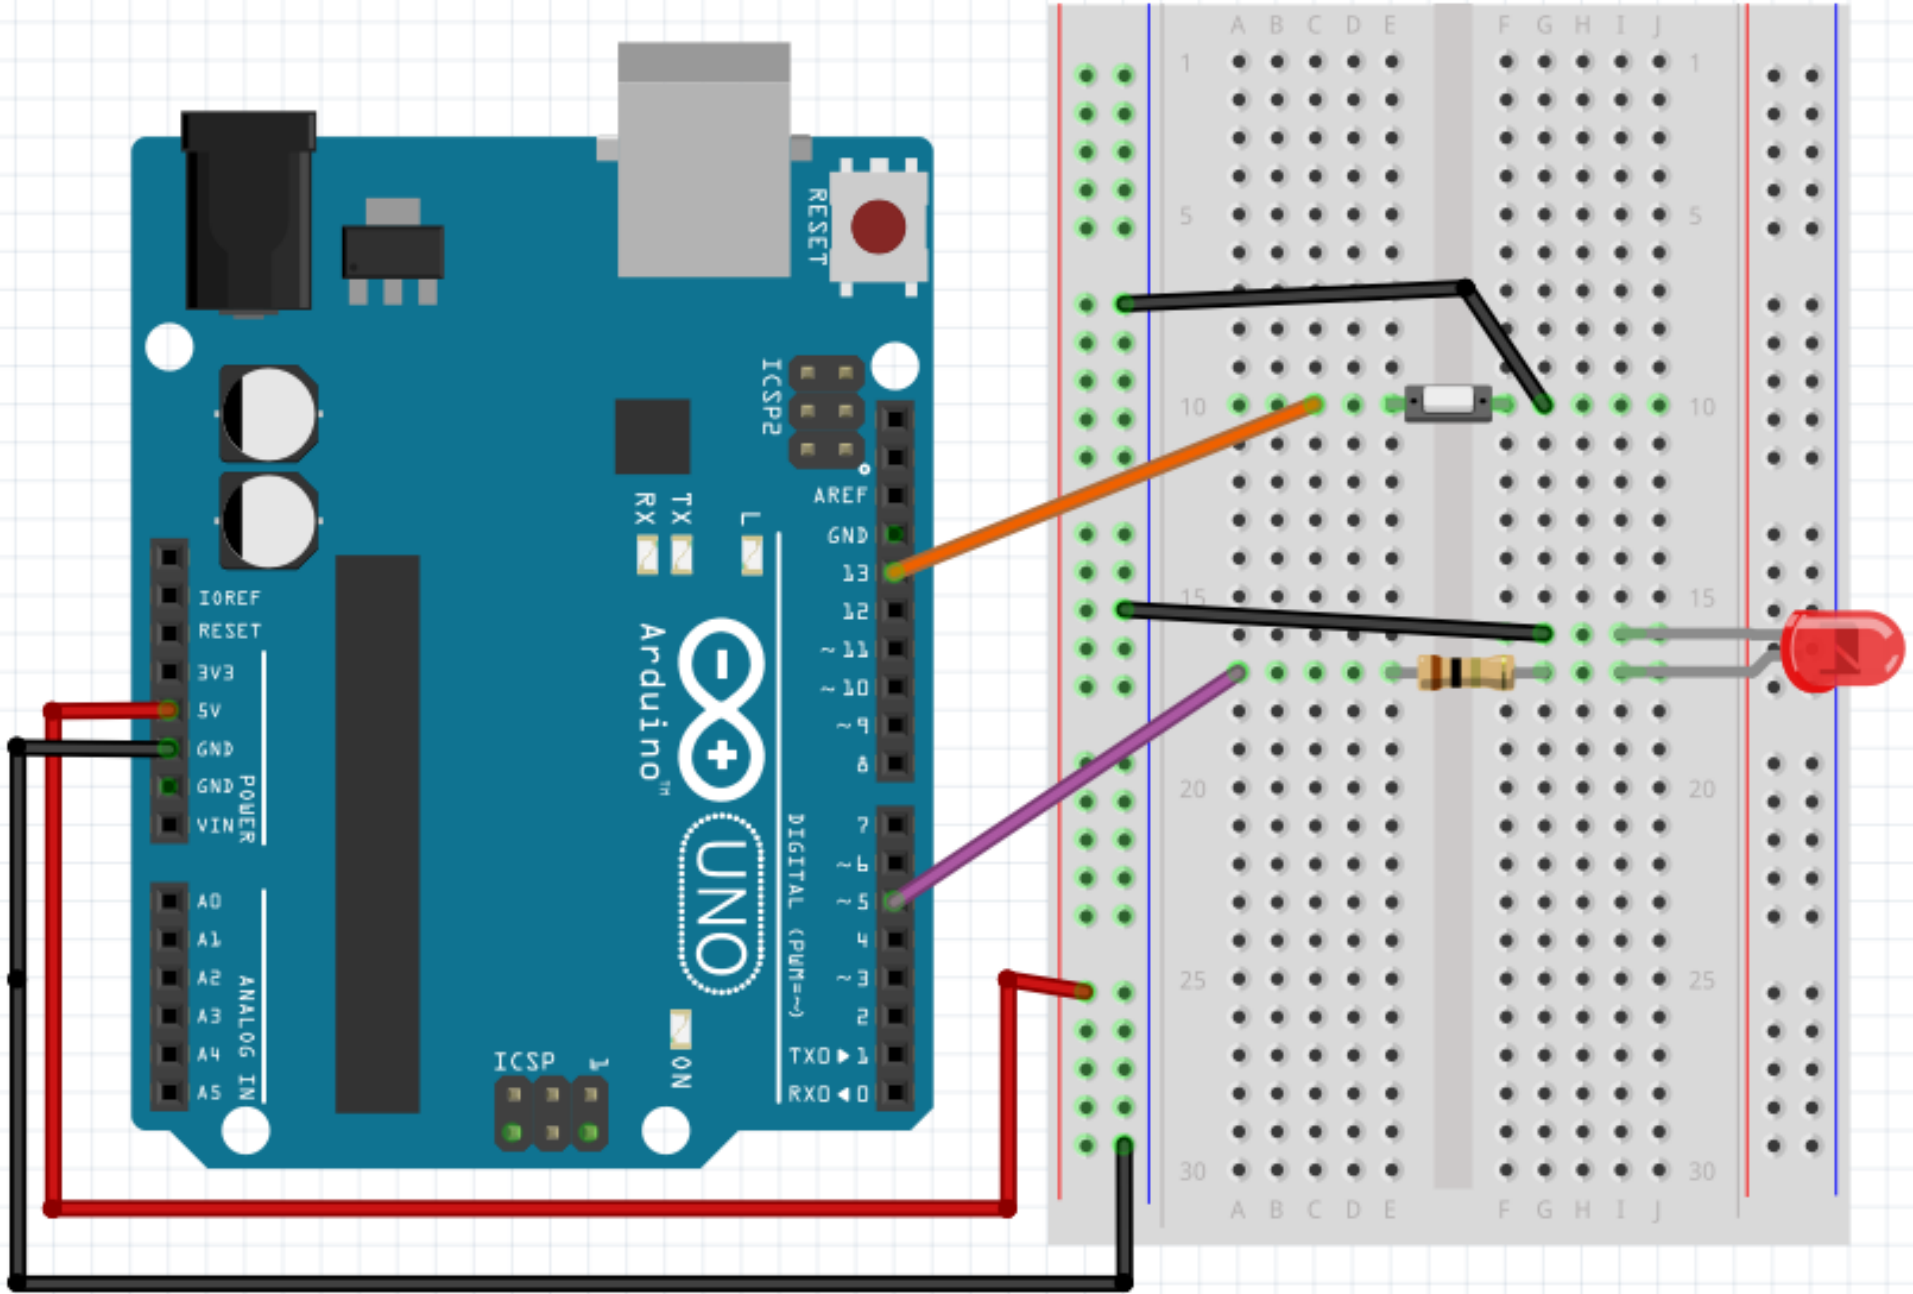 A B C D E F G H I J
1 1
5 5
10 10
15 15
20 20
25 25
30 30
A B C D E F G H I J
RESET
ICSP2
AREF
GND
13
12
~11
~10
~9
8
7
~6
~5
4
~3
2
TX0▶1
RX0◀0
RX
TX
L
IOREF
RESET
3V3
5V
GND
GND
VIN
POWER
A0
A1
A2
A3
A4
A5
ANALOG IN
Arduino™
UNO
DIGITAL (PWM=~)
ICSP
1
ON